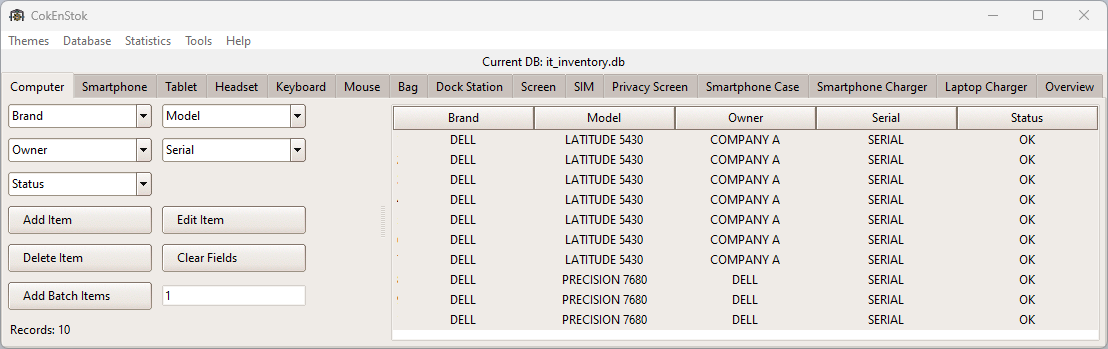 CokEnStok
Themes Database Statistics Tools Help
Current DB: it_inventory.db
Computer Smartphone Tablet Headset Keyboard Mouse Bag Dock Station Screen SIM Privacy Screen Smartphone Case Smartphone Charger Laptop Charger Overview
Brand Model
Owner Serial
Status
Add Item Edit Item
Delete Item Clear Fields
Add Batch Items 1
Records: 10
Brand Model Owner Serial Status
DELL LATITUDE 5430 COMPANY A SERIAL OK
DELL LATITUDE 5430 COMPANY A SERIAL OK
DELL LATITUDE 5430 COMPANY A SERIAL OK
DELL LATITUDE 5430 COMPANY A SERIAL OK
DELL LATITUDE 5430 COMPANY A SERIAL OK
DELL LATITUDE 5430 COMPANY A SERIAL OK
DELL LATITUDE 5430 COMPANY A SERIAL OK
DELL PRECISION 7680 DELL SERIAL OK
DELL PRECISION 7680 DELL SERIAL OK
DELL PRECISION 7680 DELL SERIAL OK